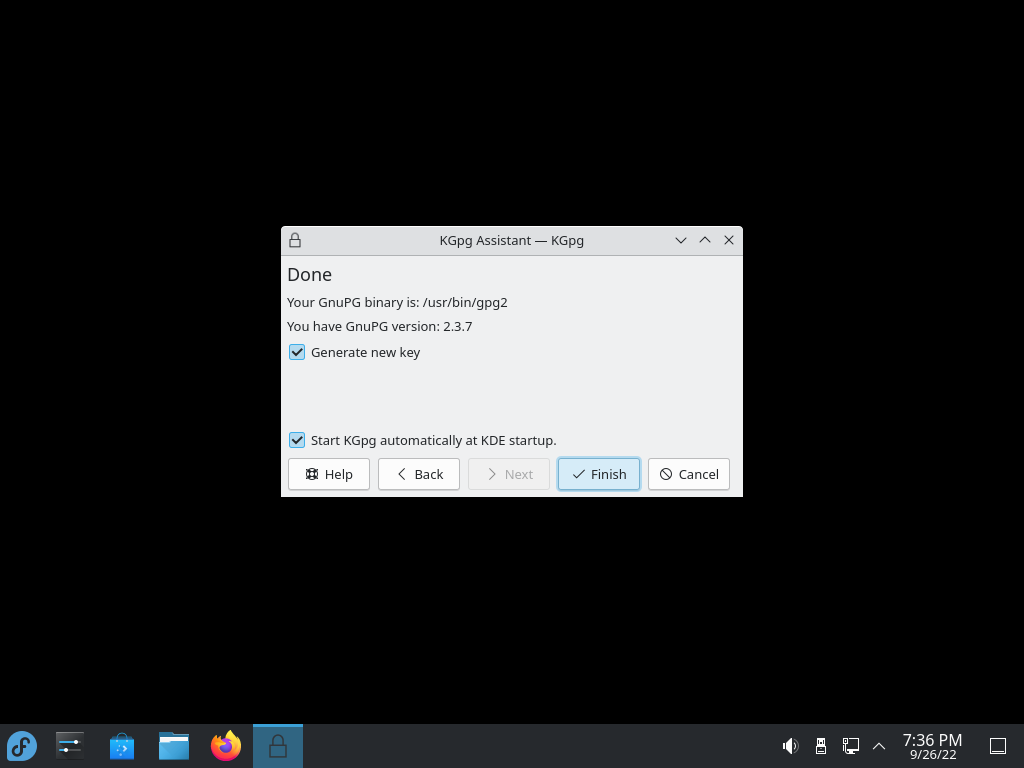 KGpg Assistant — KGpg
Done
Your GnuPG binary is: /usr/bin/gpg2
You have GnuPG version: 2.3.7
Generate new key
Start KGpg automatically at KDE startup.
Help Back Next Finish Cancel
7:36 PM
9/26/22